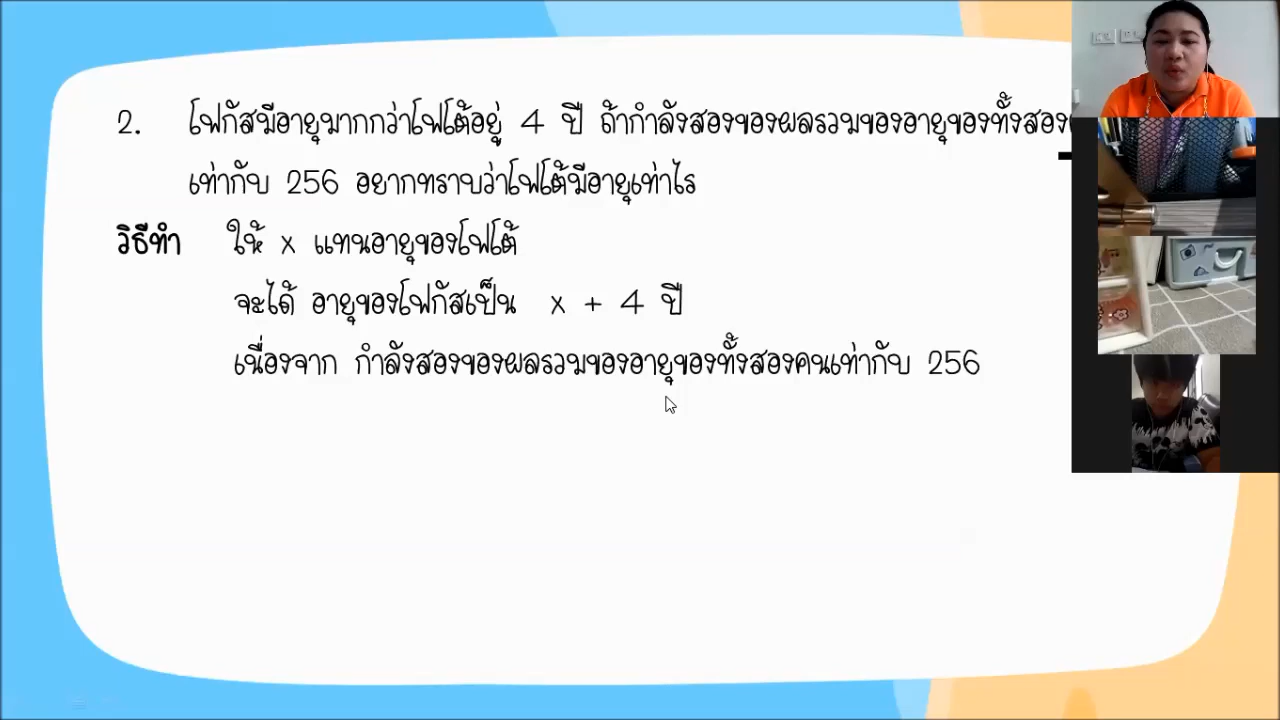 2. โฟกัสมีอายุมากกว่าโฟโต้อยู่ 4 ปี ถ้ากำลังสองของผลรวมของอายุของทั้งสอง
เท่ากับ 256 อยากทราบว่าโฟโต้มีอายุเท่าไร
วิธีทำ ให้ x แทนอายุของโฟโต้
จะได้ อายุของโฟกัสเป็น x + 4 ปี
เนื่องจาก กำลังสองของผลรวมของอายุของทั้งสองคนเท่ากับ 256